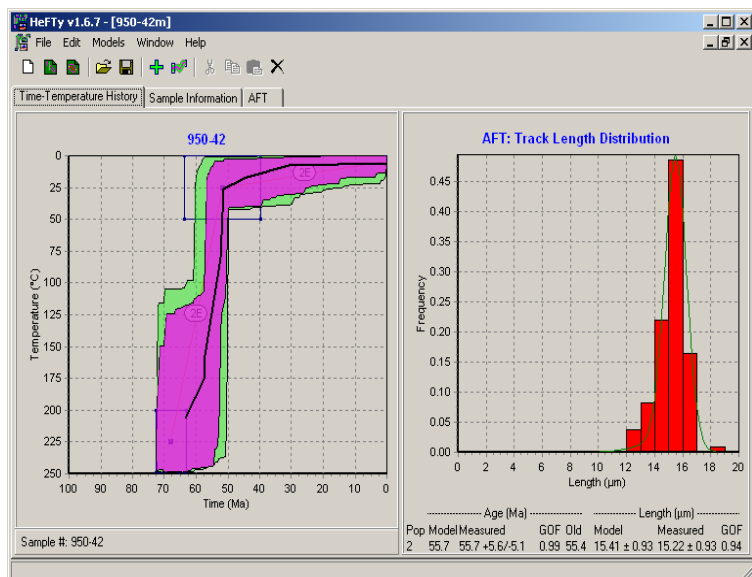 HeFTy v1.6.7 - [950-42m]
File Edit Models Window Help
Time-Temperature History Sample Information AFT
950-42
0
25
50
75
100
125
150
175
200
225
250
Temperature (°C)
2E
2E
100 90 80 70 60 50 40 30 20 10 0
Time (Ma)
Sample #: 950-42
AFT: Track Length Distribution
0.45
0.40
0.35
0.30
0.25
0.20
0.15
0.10
0.05
0.00
Frequency
0 2 4 6 8 10 12 14 16 18 20
Length (µm)
Age (Ma) Length (µm)
Pop Model Measured GOF Old Model Measured GOF
2 55.7 55.7 +5.6/-5.1 0.99 55.4 15.41 ± 0.93 15.22 ± 0.93 0.94